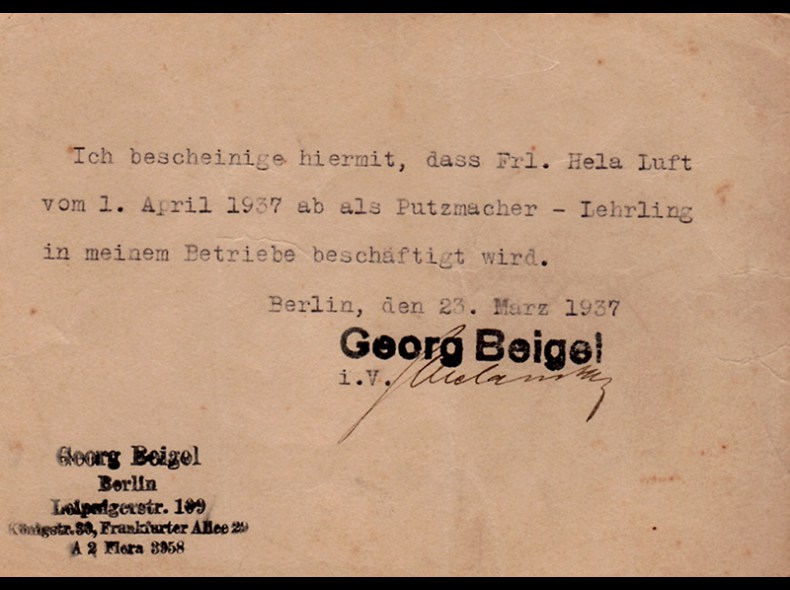 Ich bescheinige hiermit, dass Frl. Hela Luft
vom 1. April 1937 ab als Putzmacher - Lehrling
in meinem Betriebe beschäftigt wird.
Berlin, den 23. März 1937
Georg Beigel
i.V.
Georg Beigel
Berlin
Leipzigerstr. 109
Königstr. 39, Frankfurter Allee 29
A 2 Flora 3958